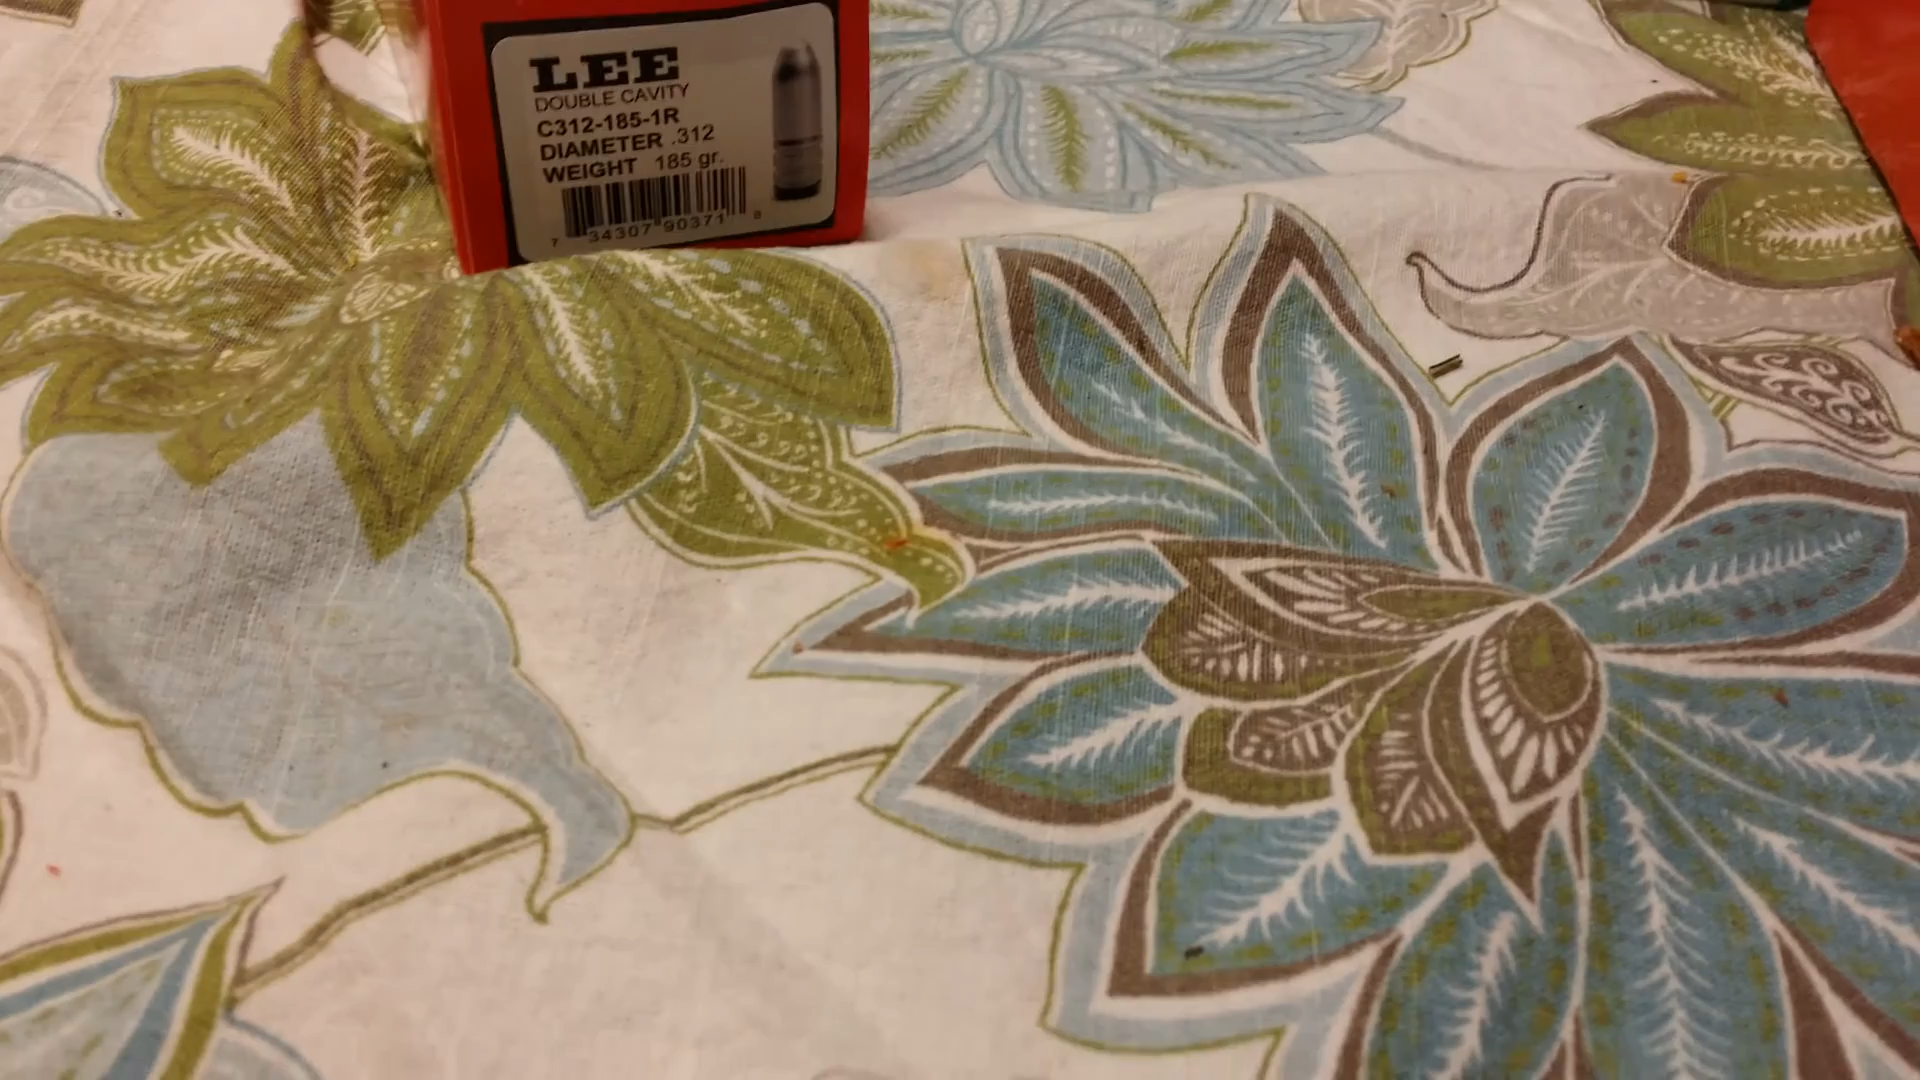 LEE
DOUBLE CAVITY
C312-185-1R
DIAMETER .312
WEIGHT 185 gr.
7 34307 90371 8